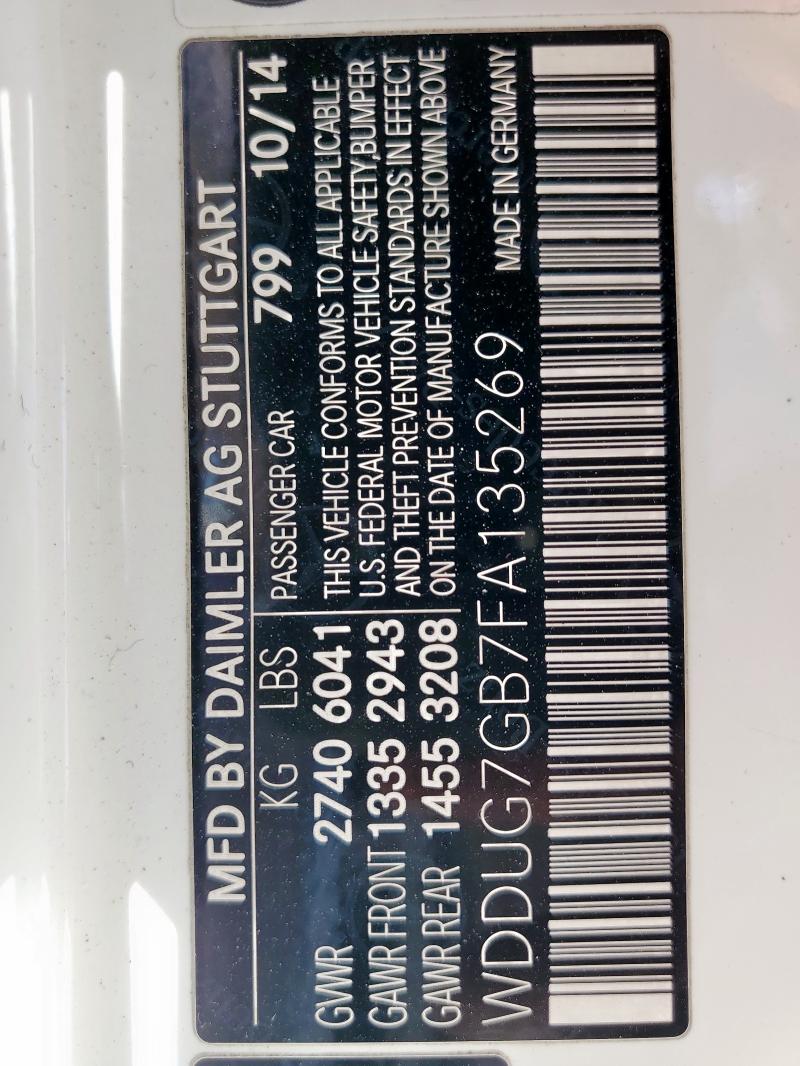 MFD BY DAIMLER AG STUTTGART
KG LBS PASSENGER CAR 799 10/14
GVWR 2740 6041 THIS VEHICLE CONFORMS TO ALL APPLICABLE
GAWR FRONT 1335 2943 U.S. FEDERAL MOTOR VEHICLE SAFETY,BUMPER
GAWR REAR 1455 3208 AND THEFT PREVENTION STANDARDS IN EFFECT
ON THE DATE OF MANUFACTURE SHOWN ABOVE
WDDUG7GB7FA135269 MADE IN GERMANY